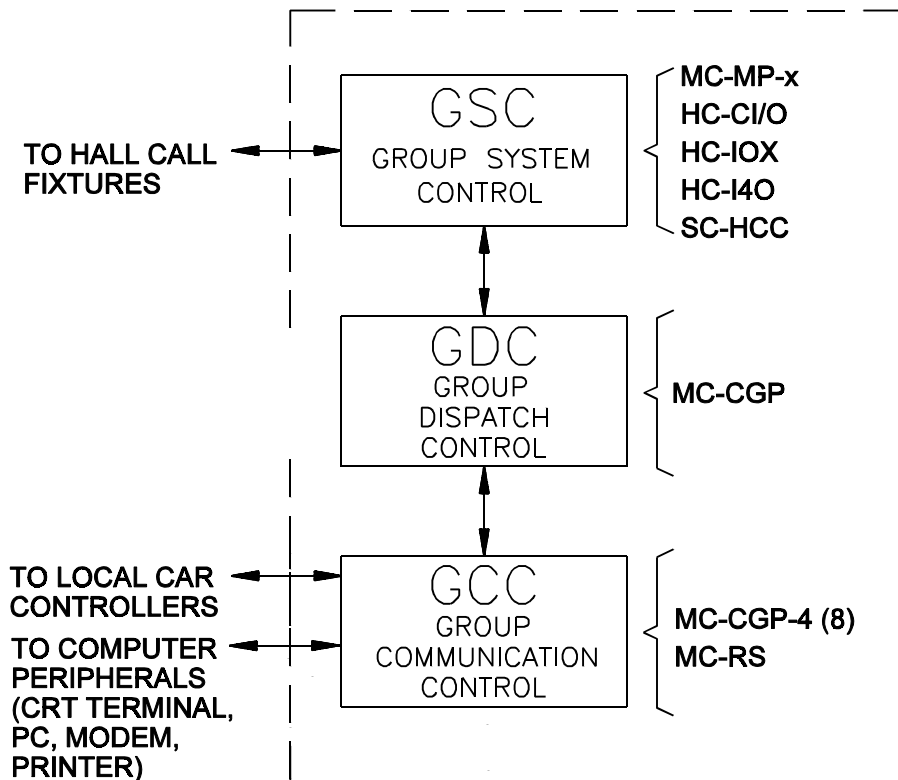 TO HALL CALL
FIXTURES
GSC
GROUP SYSTEM
CONTROL
MC-MP-x
HC-CI/O
HC-IOX
HC-I4O
SC-HCC
GDC
GROUP
DISPATCH
CONTROL
MC-CGP
TO LOCAL CAR
CONTROLLERS
TO COMPUTER
PERIPHERALS
(CRT TERMINAL,
PC, MODEM,
PRINTER)
GCC
GROUP
COMMUNICATION
CONTROL
MC-CGP-4 (8)
MC-RS